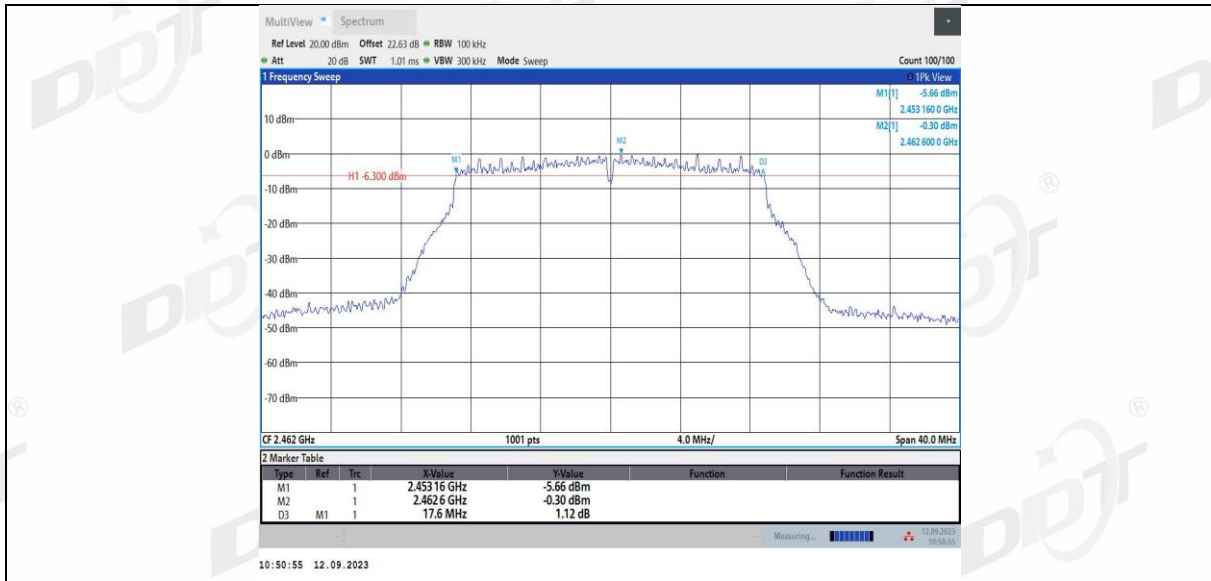 MultiView Spectrum
Ref Level 20.00 dBm Offset 22.63 dB RBW 100 kHz
Att 20 dB SWT 1.01 ms VBW 300 kHz Mode Sweep Count 100/100
1 Frequency Sweep 1Pk View
M1[1] -5.66 dBm
2.453 160 0 GHz
10 dBm
M2[1] -0.30 dBm
2.462 600 0 GHz
M2
0 dBm
M1
D3
H1 -6.300 dBm
-10 dBm
-20 dBm
-30 dBm
-40 dBm
-50 dBm
-60 dBm
-70 dBm
CF 2.462 GHz 1001 pts 4.0 MHz/ Span 40.0 MHz
2 Marker Table
Type Ref Trc X-Value Y-Value Function Function Result
M1 1 2.45316 GHz -5.66 dBm
M2 1 2.4626 GHz -0.30 dBm
D3 M1 1 17.6 MHz 1.12 dB
Measuring... 12.09.2023
10:50:55
10:50:55 12.09.2023
DDT ®